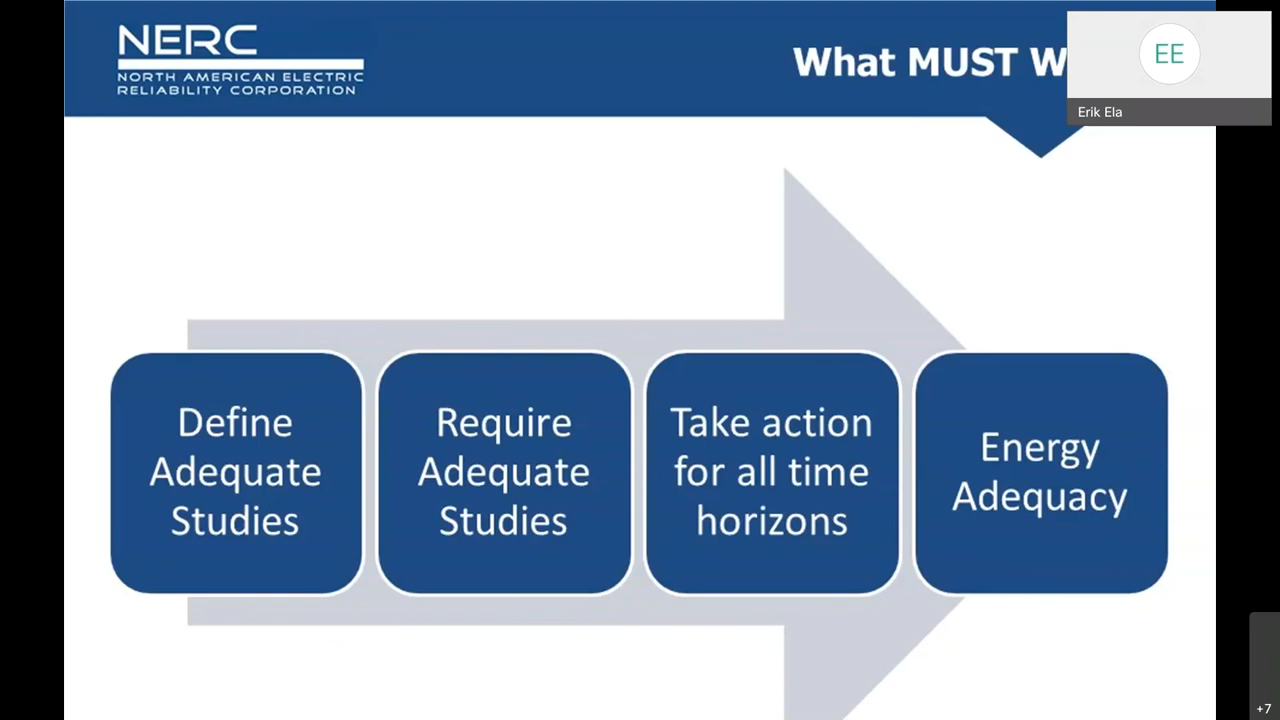 NERC
NORTH AMERICAN ELECTRIC
RELIABILITY CORPORATION
What MUST W
EE
Erik Ela
Define
Adequate
Studies
Require
Adequate
Studies
Take action
for all time
horizons
Energy
Adequacy
+7